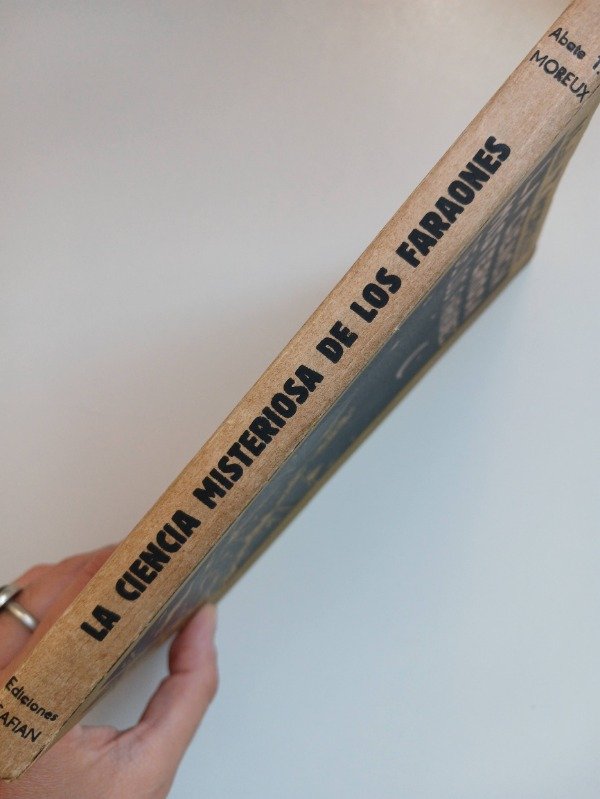 Abate
MOREUX
LA CIENCIA MISTERIOSA DE LOS FARAONES
Ediciones